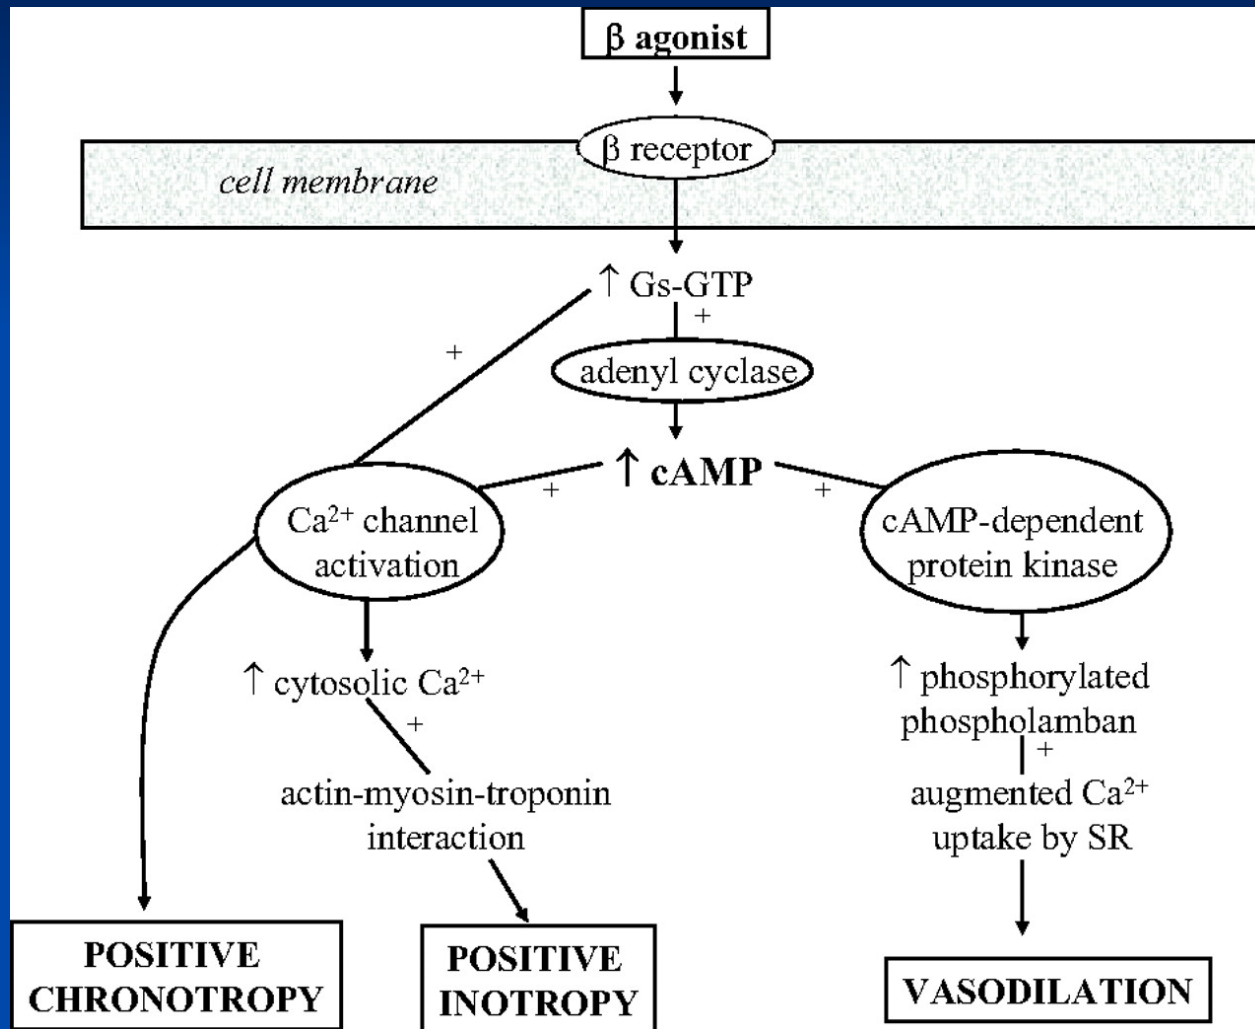 β agonist
β receptor
cell membrane
↑ Gs-GTP
+
+
adenyl cyclase
↑ cAMP
+
+
Ca²⁺ channel
activation
cAMP-dependent
protein kinase
↑ cytosolic Ca²⁺
+
↑ phosphorylated
phospholamban
+
actin-myosin-troponin
interaction
augmented Ca²⁺
uptake by SR
POSITIVE
CHRONOTROPY
POSITIVE
INOTROPY
VASODILATION